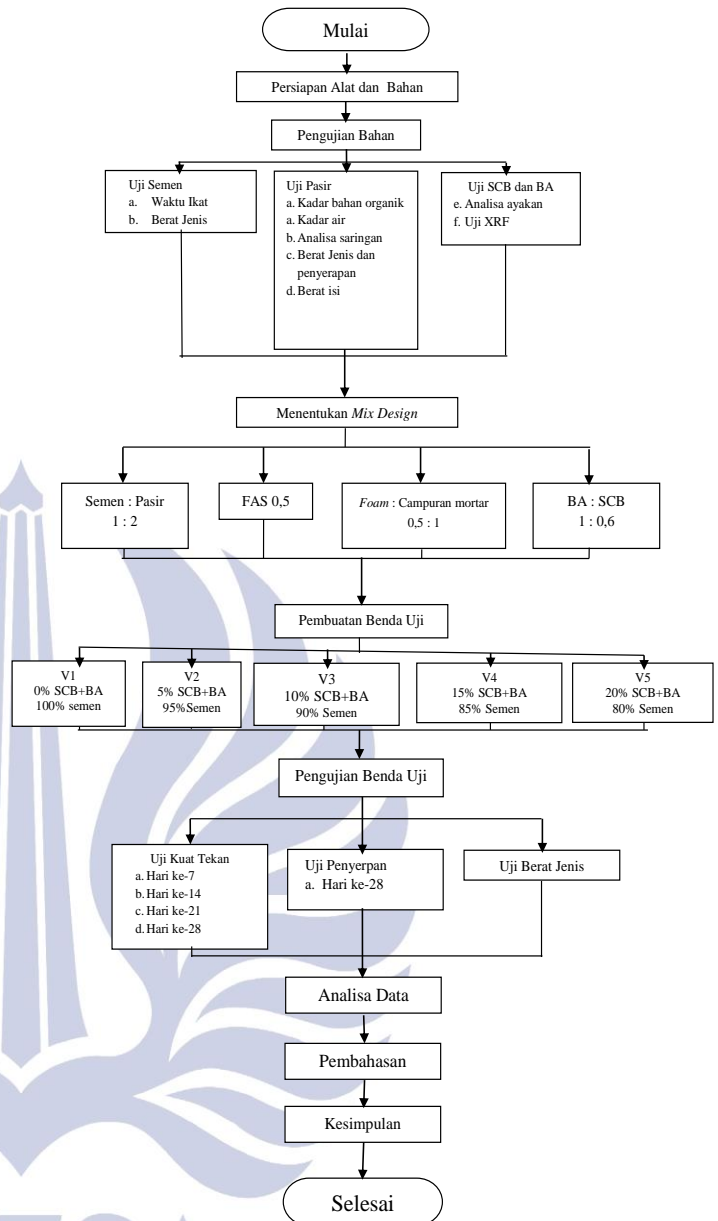 Mulai
Persiapan Alat dan Bahan
Pengujian Bahan
Uji Semen
a. Waktu Ikat
b. Berat Jenis
Uji Pasir
a. Kadar bahan organik
a. Kadar air
b. Analisa saringan
c. Berat Jenis dan
penyerapan
d. Berat isi
Uji SCB dan BA
e. Analisa ayakan
f. Uji XRF
Menentukan Mix Design
Semen : Pasir
1 : 2
FAS 0,5
Foam : Campuran mortar
0,5 : 1
BA : SCB
1 : 0,6
Pembuatan Benda Uji
V1
0% SCB+BA
100% semen
V2
5% SCB+BA
95%Semen
V3
10% SCB+BA
90% Semen
V4
15% SCB+BA
85% Semen
V5
20% SCB+BA
80% Semen
Pengujian Benda Uji
Uji Kuat Tekan
a. Hari ke-7
b. Hari ke-14
c. Hari ke-21
d. Hari ke-28
Uji Penyerpan
a. Hari ke-28
Uji Berat Jenis
Analisa Data
Pembahasan
Kesimpulan
Selesai